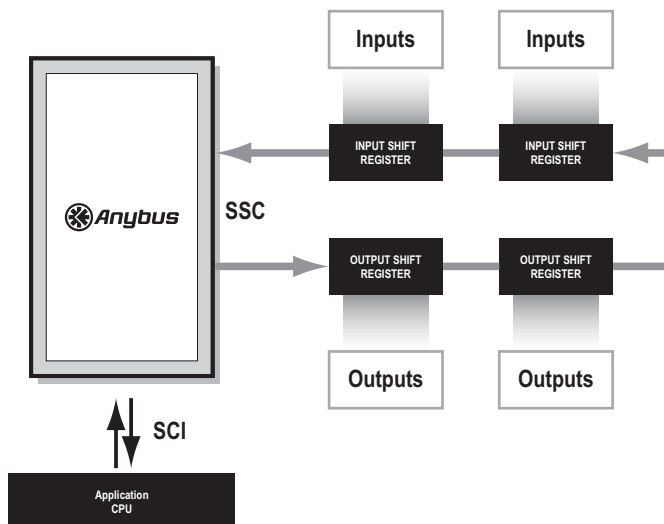 Inputs
Inputs
INPUT SHIFT
REGISTER
INPUT SHIFT
REGISTER
Anybus
SSC
OUTPUT SHIFT
REGISTER
OUTPUT SHIFT
REGISTER
Outputs
Outputs
SCI
Application
CPU